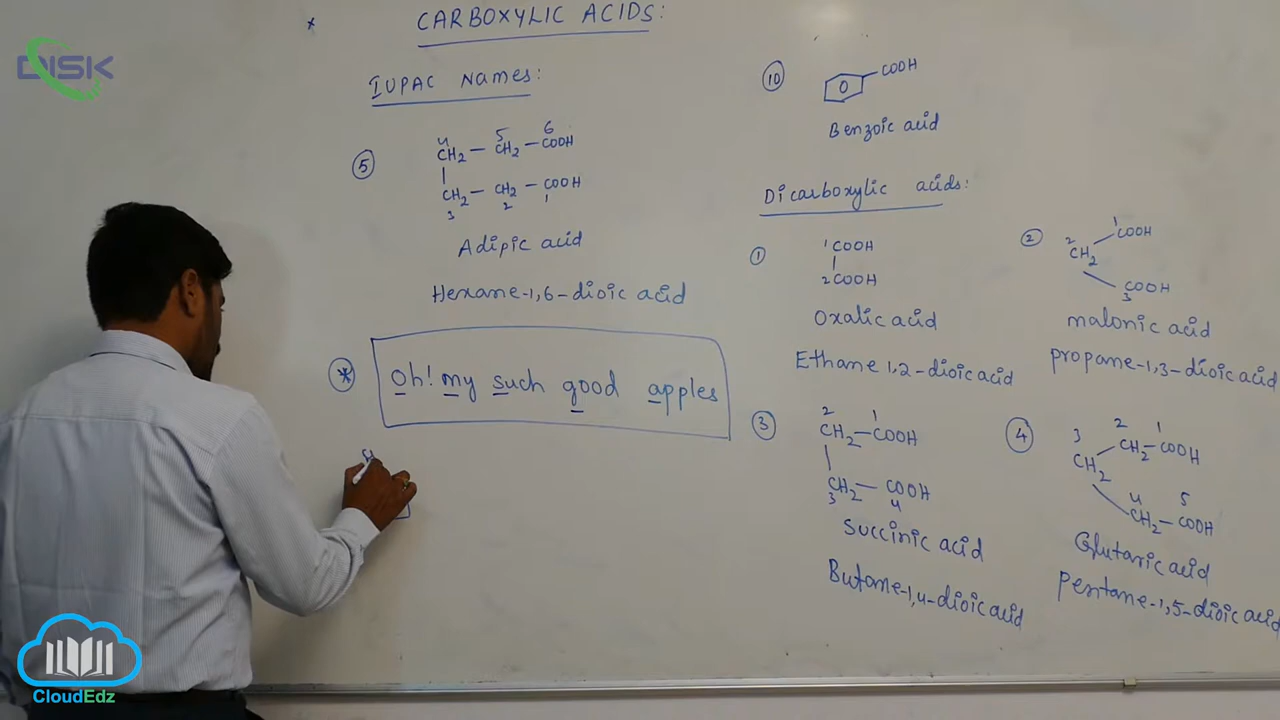 DISK
* CARBOXYLIC ACIDS:
IUPAC Names:
5
4 5 6
CH2 — CH2 — COOH
|
CH2 — CH2 — COOH
3 2 1
Adipic acid
Hexane-1,6-dioic acid
* Oh! my such good apples
10
COOH
Benzoic acid
Dicarboxylic acids:
1
1 COOH
|
2 COOH
Oxalic acid
Ethane 1,2-dioic acid
2
1
COOH
2
CH2
COOH
3
malonic acid
propane-1,3-dioic acid
3
2 1
CH2—COOH
|
CH2— COOH
3 4
Succinic acid
Butane-1,4-dioic acid
4
3 2 1
CH2—COOH
CH2
4 5
CH2—COOH
Glutaric acid
Pentane-1,5-dioic acid
CloudEdz